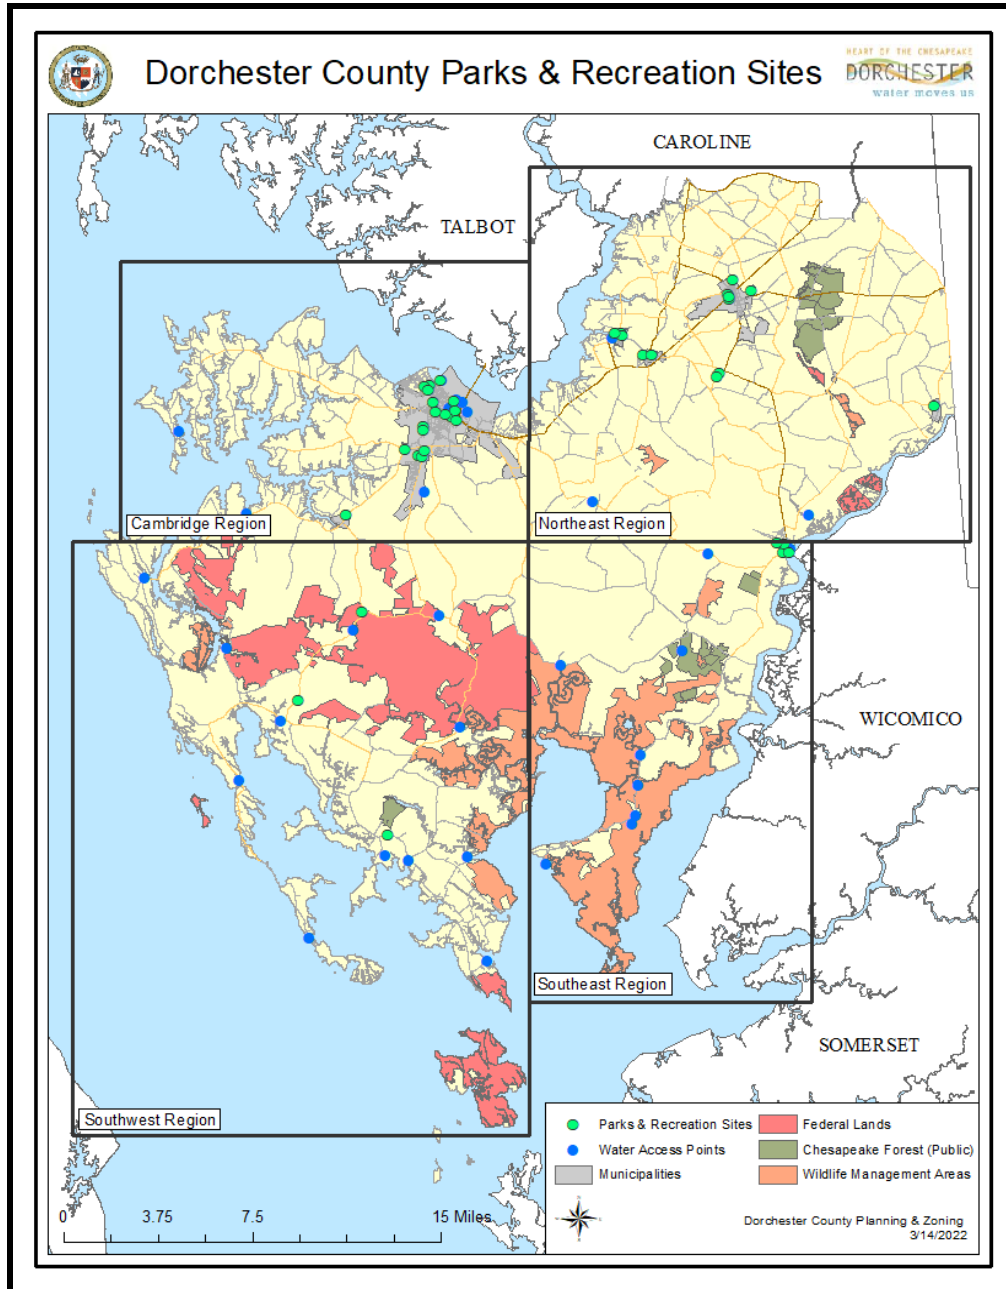 Dorchester County Parks & Recreation Sites
HEART OF THE CHESAPEAKE
DORCHESTER
water moves us
CAROLINE
TALBOT
Cambridge Region
Northeast Region
WICOMICO
Southeast Region
SOMERSET
Southwest Region
Parks & Recreation Sites
Federal Lands
Water Access Points
Chesapeake Forest (Public)
Municipalities
Wildlife Management Areas
0 3.75 7.5 15 Miles
Dorchester County Planning & Zoning
3/14/2022